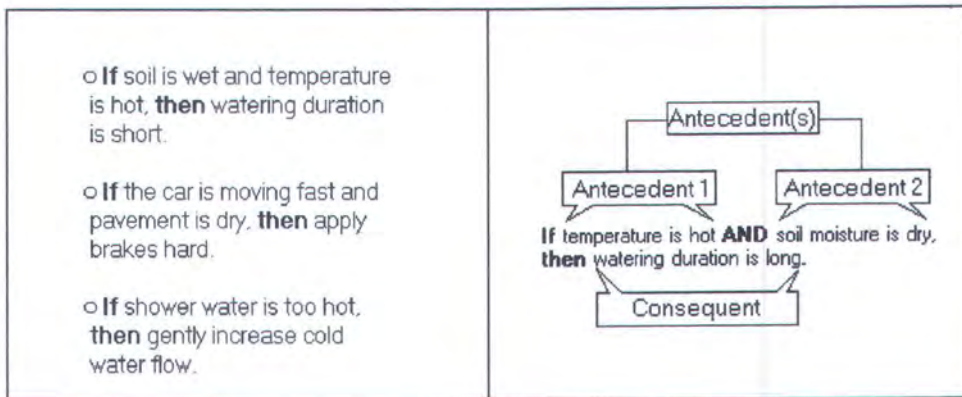 ○ If soil is wet and temperature
is hot, then watering duration
is short.
○ If the car is moving fast and
pavement is dry, then apply
brakes hard.
○ If shower water is too hot,
then gently increase cold
water flow.
Antecedent(s)
Antecedent 1
Antecedent 2
If temperature is hot AND soil moisture is dry,
then watering duration is long.
Consequent